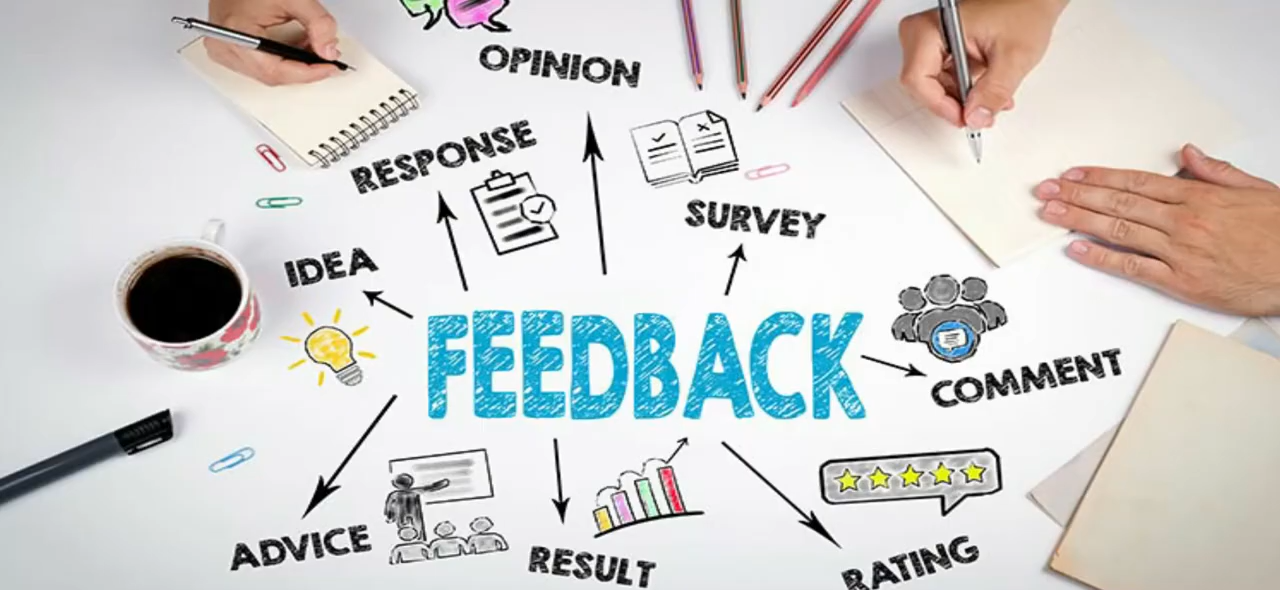 OPINION
RESPONSE
SURVEY
IDEA
FEEDBACK
COMMENT
ADVICE
RESULT
RATING